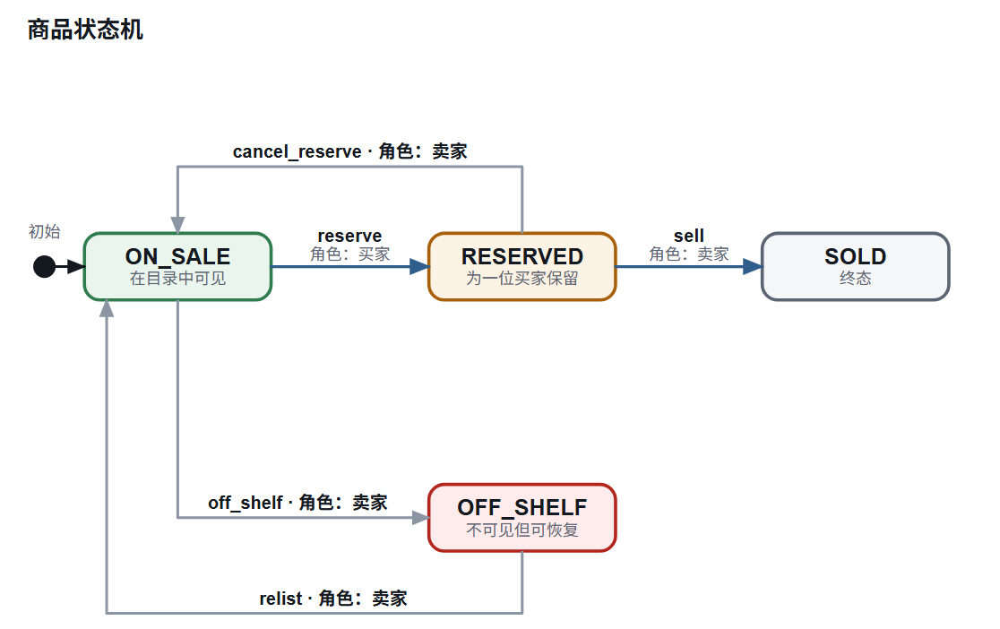 商品状态机
cancel_reserve · 角色：卖家
初始
ON_SALE
在目录中可见
reserve
角色：买家
RESERVED
为一位买家保留
sell
角色：卖家
SOLD
终态
off_shelf · 角色：卖家
OFF_SHELF
不可见但可恢复
relist · 角色：卖家